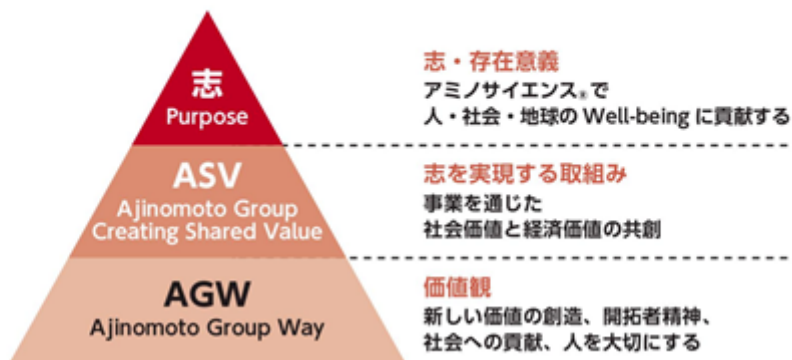 志
Purpose
志・存在意義
アミノサイエンス®で
人・社会・地球のWell-beingに貢献する
ASV
Ajinomoto Group
Creating Shared Value
志を実現する取組み
事業を通じた
社会価値と経済価値の共創
AGW
Ajinomoto Group Way
価値観
新しい価値の創造、開拓者精神、
社会への貢献、人を大切にする